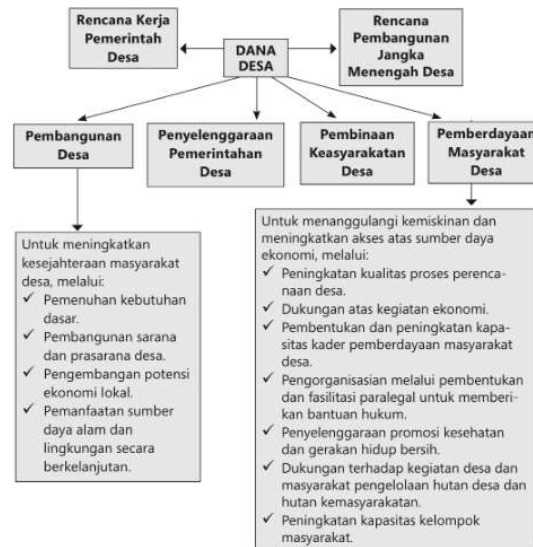 Rencana Kerja
Pemerintah
Desa
DANA
DESA
Rencana
Pembangunan
Jangka
Menengah Desa
Pembangunan
Desa
Penyelenggaraan
Pemerintahan
Desa
Pembinaan
Keasyarakatan
Desa
Pemberdayaan
Masyarakat
Desa
Untuk meningkatkan
kesejahteraan masyarakat
desa, melalui:
✓ Pemenuhan kebutuhan
dasar.
✓ Pembangunan sarana
dan prasarana desa.
✓ Pengembangan potensi
ekonomi lokal.
✓ Pemanfaatan sumber
daya alam dan
lingkungan secara
berkelanjutan.
Untuk menanggulangi kemiskinan dan
meningkatkan akses atas sumber daya
ekonomi, melalui:
✓ Peningkatan kualitas proses perenca-
naan desa.
✓ Dukungan atas kegiatan ekonomi.
✓ Pembentukan dan peningkatan kapa-
sitas kader pemberdayaan masyarakat
desa.
✓ Pengorganisasian melalui pembentukan
dan fasilitasi paralegal untuk memberi-
kan bantuan hukum.
✓ Penyelenggaraan promosi kesehatan
dan gerakan hidup bersih.
✓ Dukungan terhadap kegiatan desa dan
masyarakat pengelolaan hutan desa dan
hutan kemasyarakatan.
✓ Peningkatan kapasitas kelompok
masyarakat.